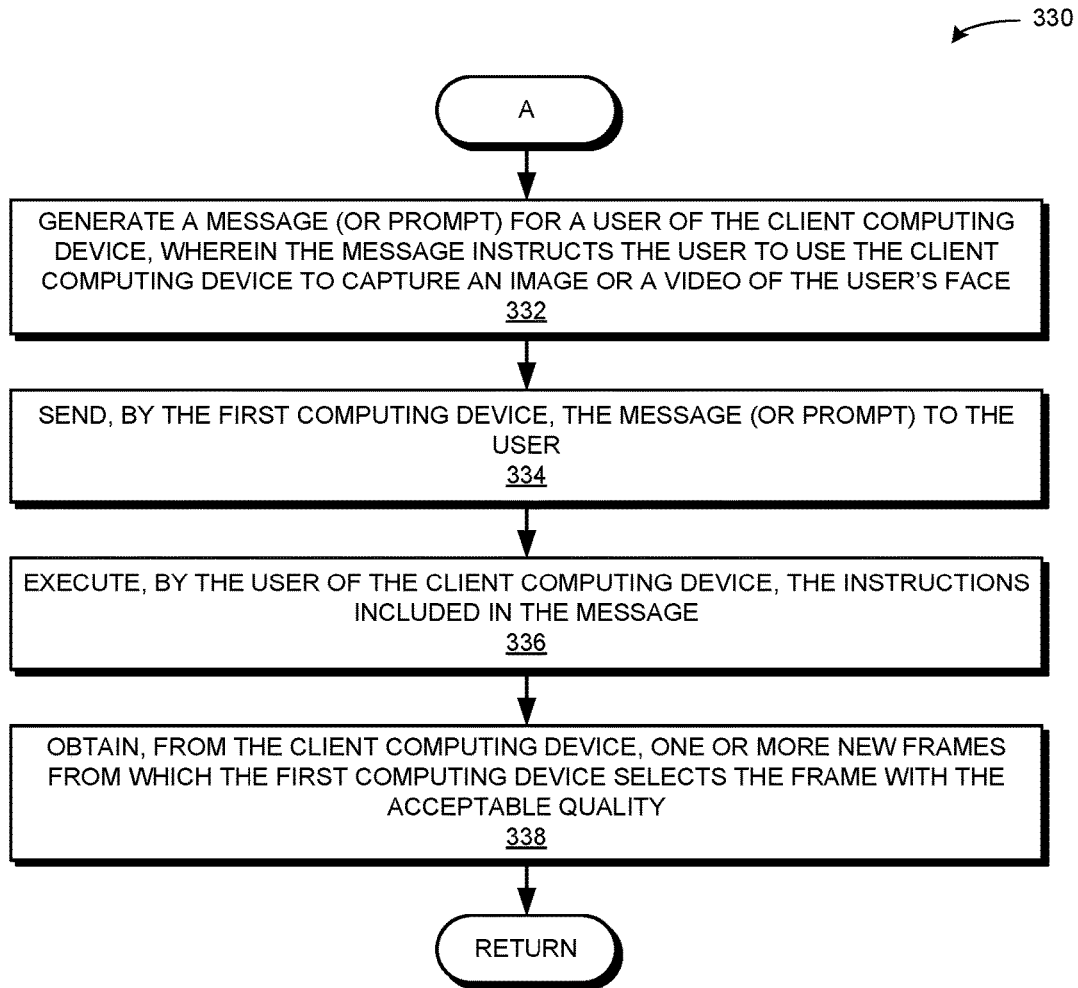 330
A
GENERATE A MESSAGE (OR PROMPT) FOR A USER OF THE CLIENT COMPUTING
DEVICE, WHEREIN THE MESSAGE INSTRUCTS THE USER TO USE THE CLIENT
COMPUTING DEVICE TO CAPTURE AN IMAGE OR A VIDEO OF THE USER'S FACE
332
SEND, BY THE FIRST COMPUTING DEVICE, THE MESSAGE (OR PROMPT) TO THE
USER
334
EXECUTE, BY THE USER OF THE CLIENT COMPUTING DEVICE, THE INSTRUCTIONS
INCLUDED IN THE MESSAGE
336
OBTAIN, FROM THE CLIENT COMPUTING DEVICE, ONE OR MORE NEW FRAMES
FROM WHICH THE FIRST COMPUTING DEVICE SELECTS THE FRAME WITH THE
ACCEPTABLE QUALITY
338
RETURN